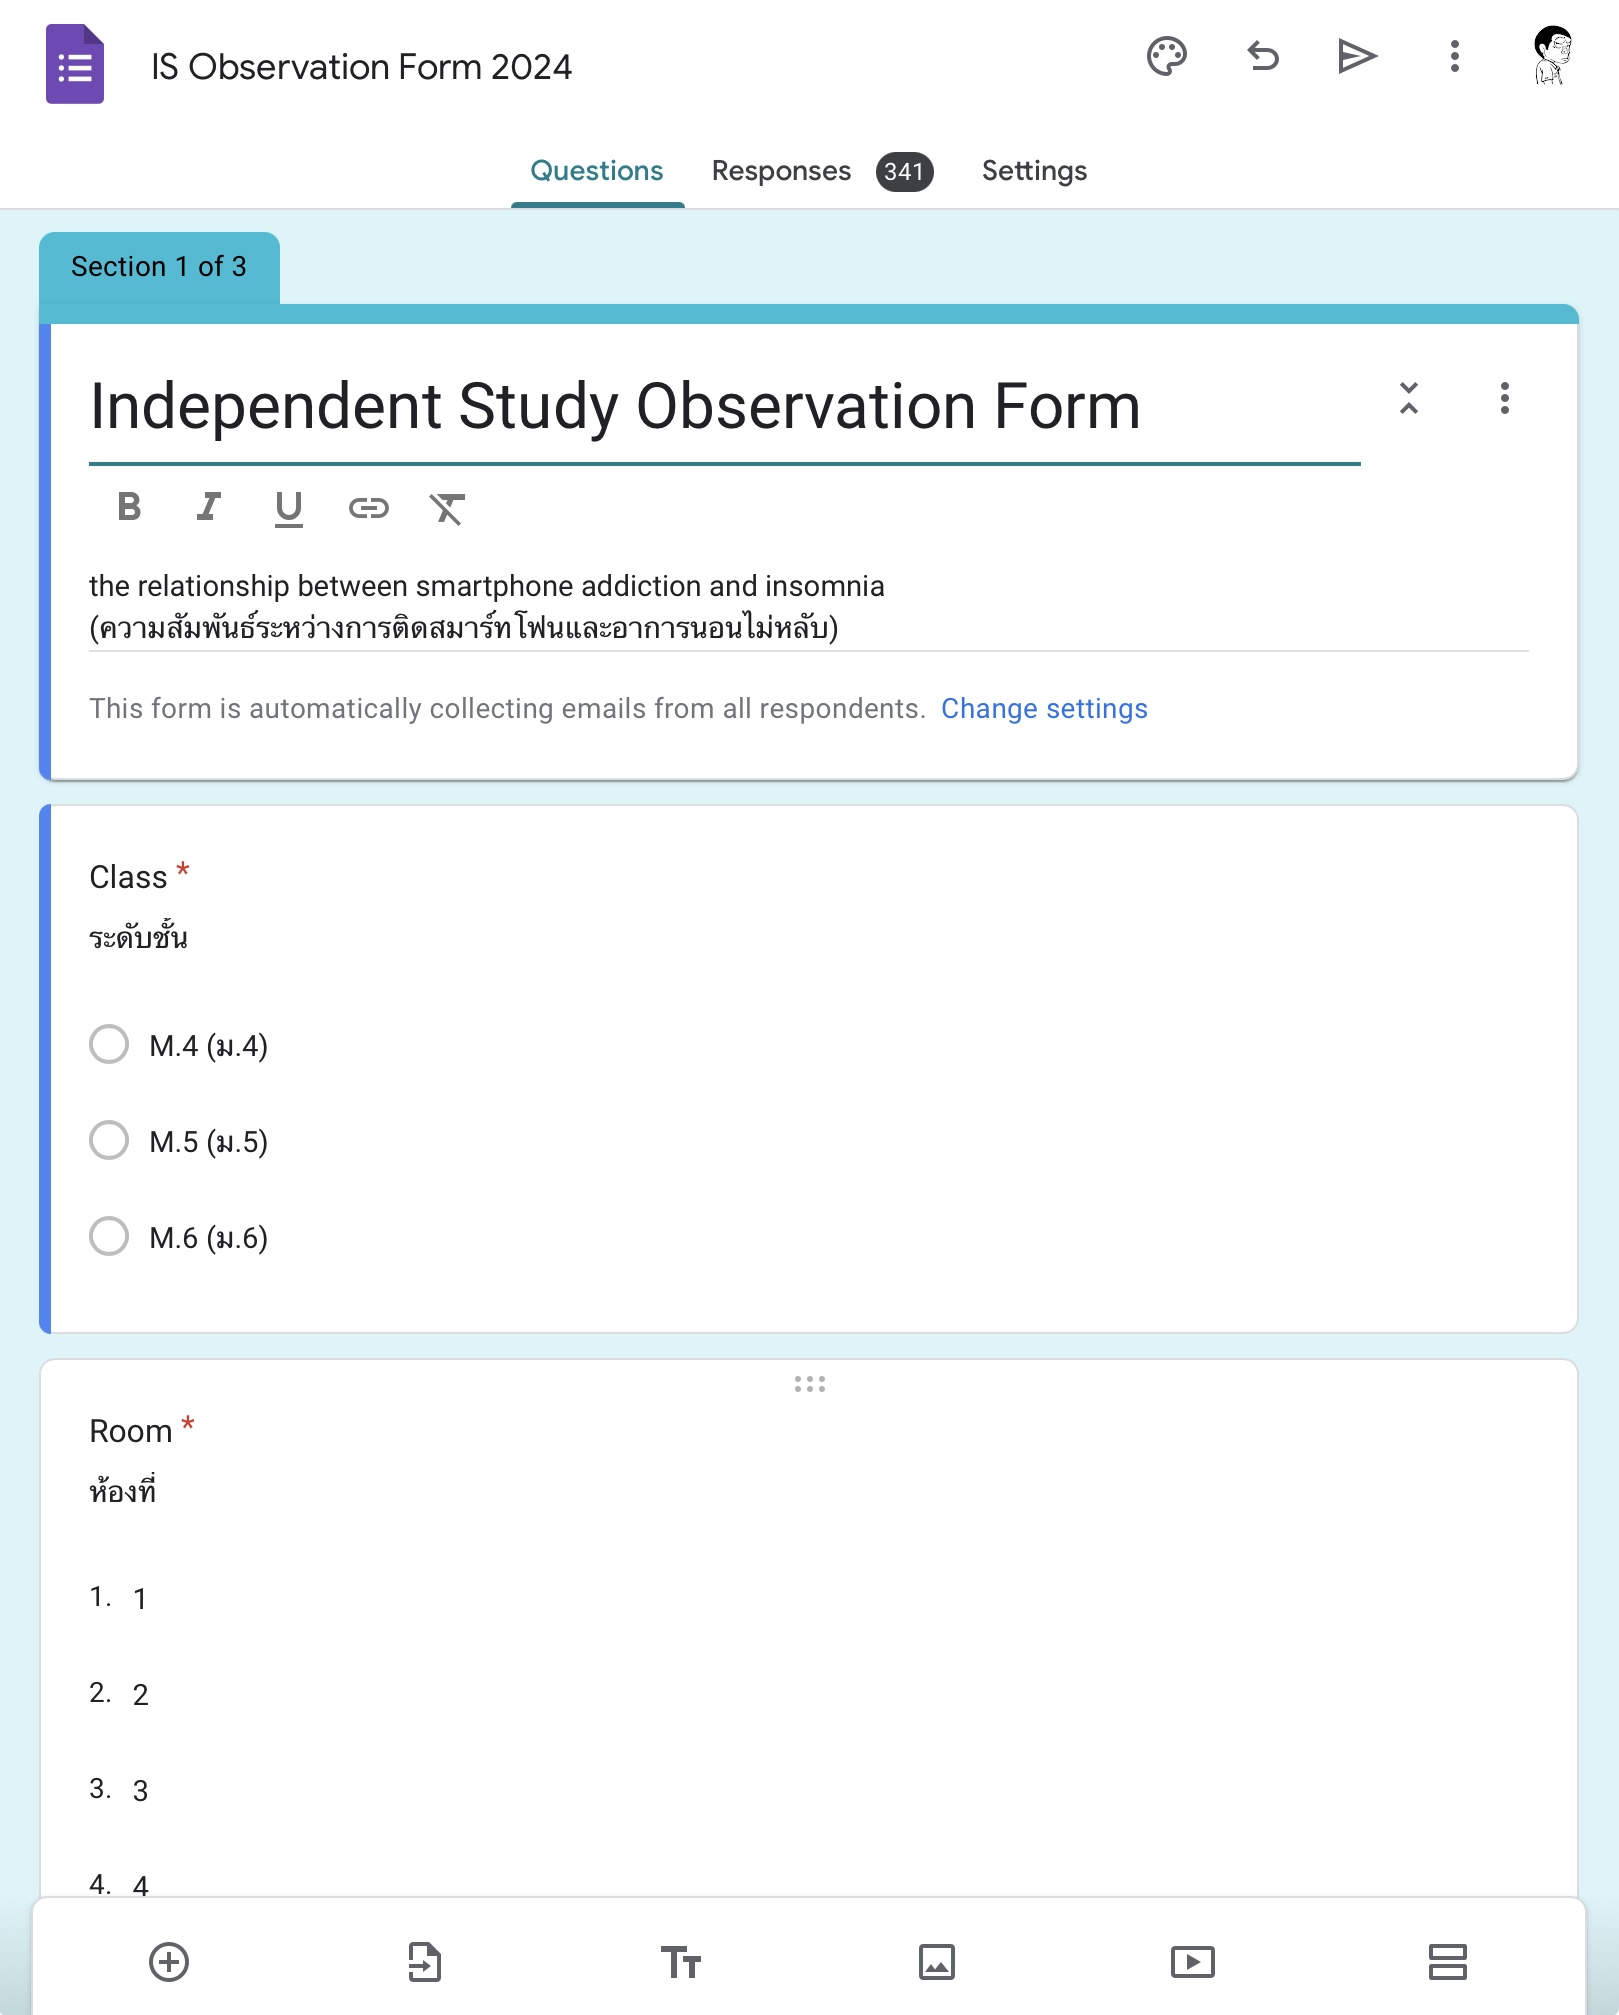 IS Observation Form 2024
Questions
Responses 341
Settings
Section 1 of 3
Independent Study Observation Form
B I U
the relationship between smartphone addiction and insomnia
(ความสัมพันธ์ระหว่างการติดสมาร์ทโฟนและอาการนอนไม่หลับ)
This form is automatically collecting emails from all respondents. Change settings
Class *
ระดับชั้น
M.4 (ม.4)
M.5 (ม.5)
M.6 (ม.6)
Room *
ห้องที่
1. 1
2. 2
3. 3
4. 4
Tт